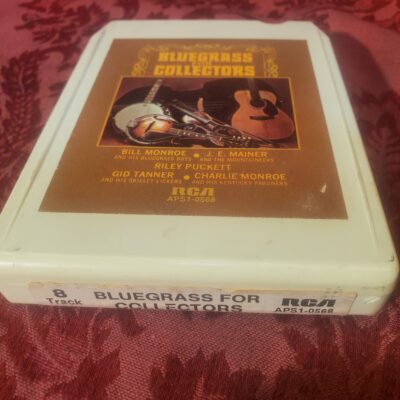 BLUEGRASS
FOR
COLLECTORS
BILL MONROE • J. E. MAINER
AND HIS BLUEGRASS BOYS AND THE MOUNTAINEERS
RILEY PUCKETT
GID TANNER • CHARLIE MONROE
AND HIS SKILLET LICKERS AND HIS KENTUCKY PARDNERS
RCA
APS1-0568
8 BLUEGRASS FOR RCA
Track COLLECTORS APS1-0568